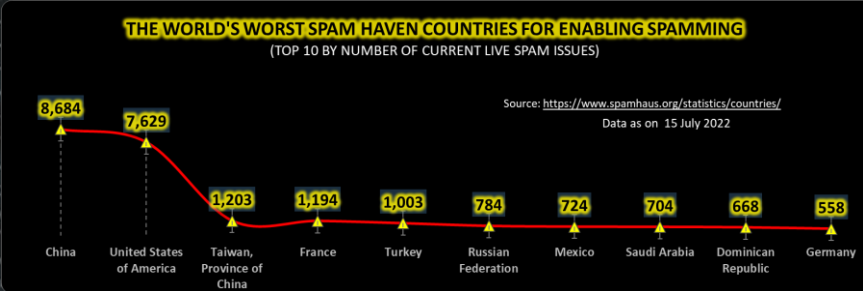 THE WORLD'S WORST SPAM HAVEN COUNTRIES FOR ENABLING SPAMMING
(TOP 10 BY NUMBER OF CURRENT LIVE SPAM ISSUES)
Source: https://www.spamhaus.org/statistics/countries/
Data as on 15 July 2022
8,684
7,629
1,203
1,194
1,003
784
724
704
668
558
China
United States
of America
Taiwan,
Province of
China
France
Turkey
Russian
Federation
Mexico
Saudi Arabia
Dominican
Republic
Germany